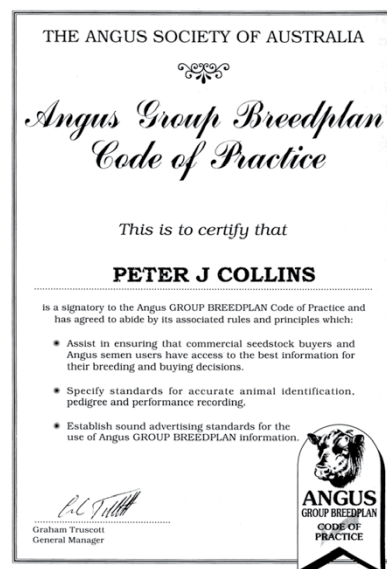 THE ANGUS SOCIETY OF AUSTRALIA
Angus Group Breedplan
Code of Practice
This is to certify that
PETER J COLLINS
is a signatory to the Angus GROUP BREEDPLAN Code of Practice and
has agreed to abide by its associated rules and principles which:
Assist in ensuring that commercial seedstock buyers and
Angus semen users have access to the best information for
their breeding and buying decisions.
Specify standards for accurate animal identification,
pedigree and performance recording.
Establish sound advertising standards for the
use of Angus GROUP BREEDPLAN information.
Graham Truscott
General Manager
ANGUS
GROUP BREEDPLAN
CODE OF
PRACTICE